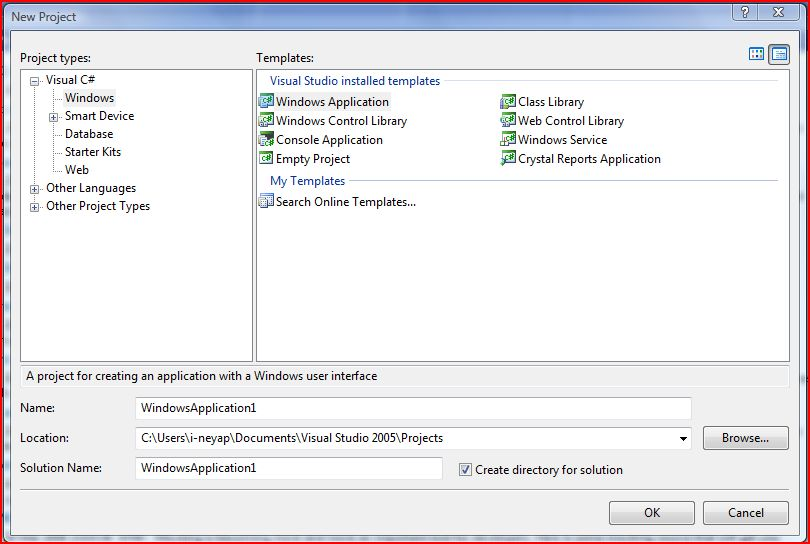 New Project
Project types:
Templates:
Visual C#
Windows
Smart Device
Database
Starter Kits
Web
Other Languages
Other Project Types
Visual Studio installed templates
Windows Application
Class Library
Windows Control Library
Web Control Library
Console Application
Windows Service
Empty Project
Crystal Reports Application
My Templates
Search Online Templates...
A project for creating an application with a Windows user interface
Name:
WindowsApplication1
Location:
C:\Users\i-neyap\Documents\Visual Studio 2005\Projects
Browse...
Solution Name:
WindowsApplication1
Create directory for solution
OK
Cancel